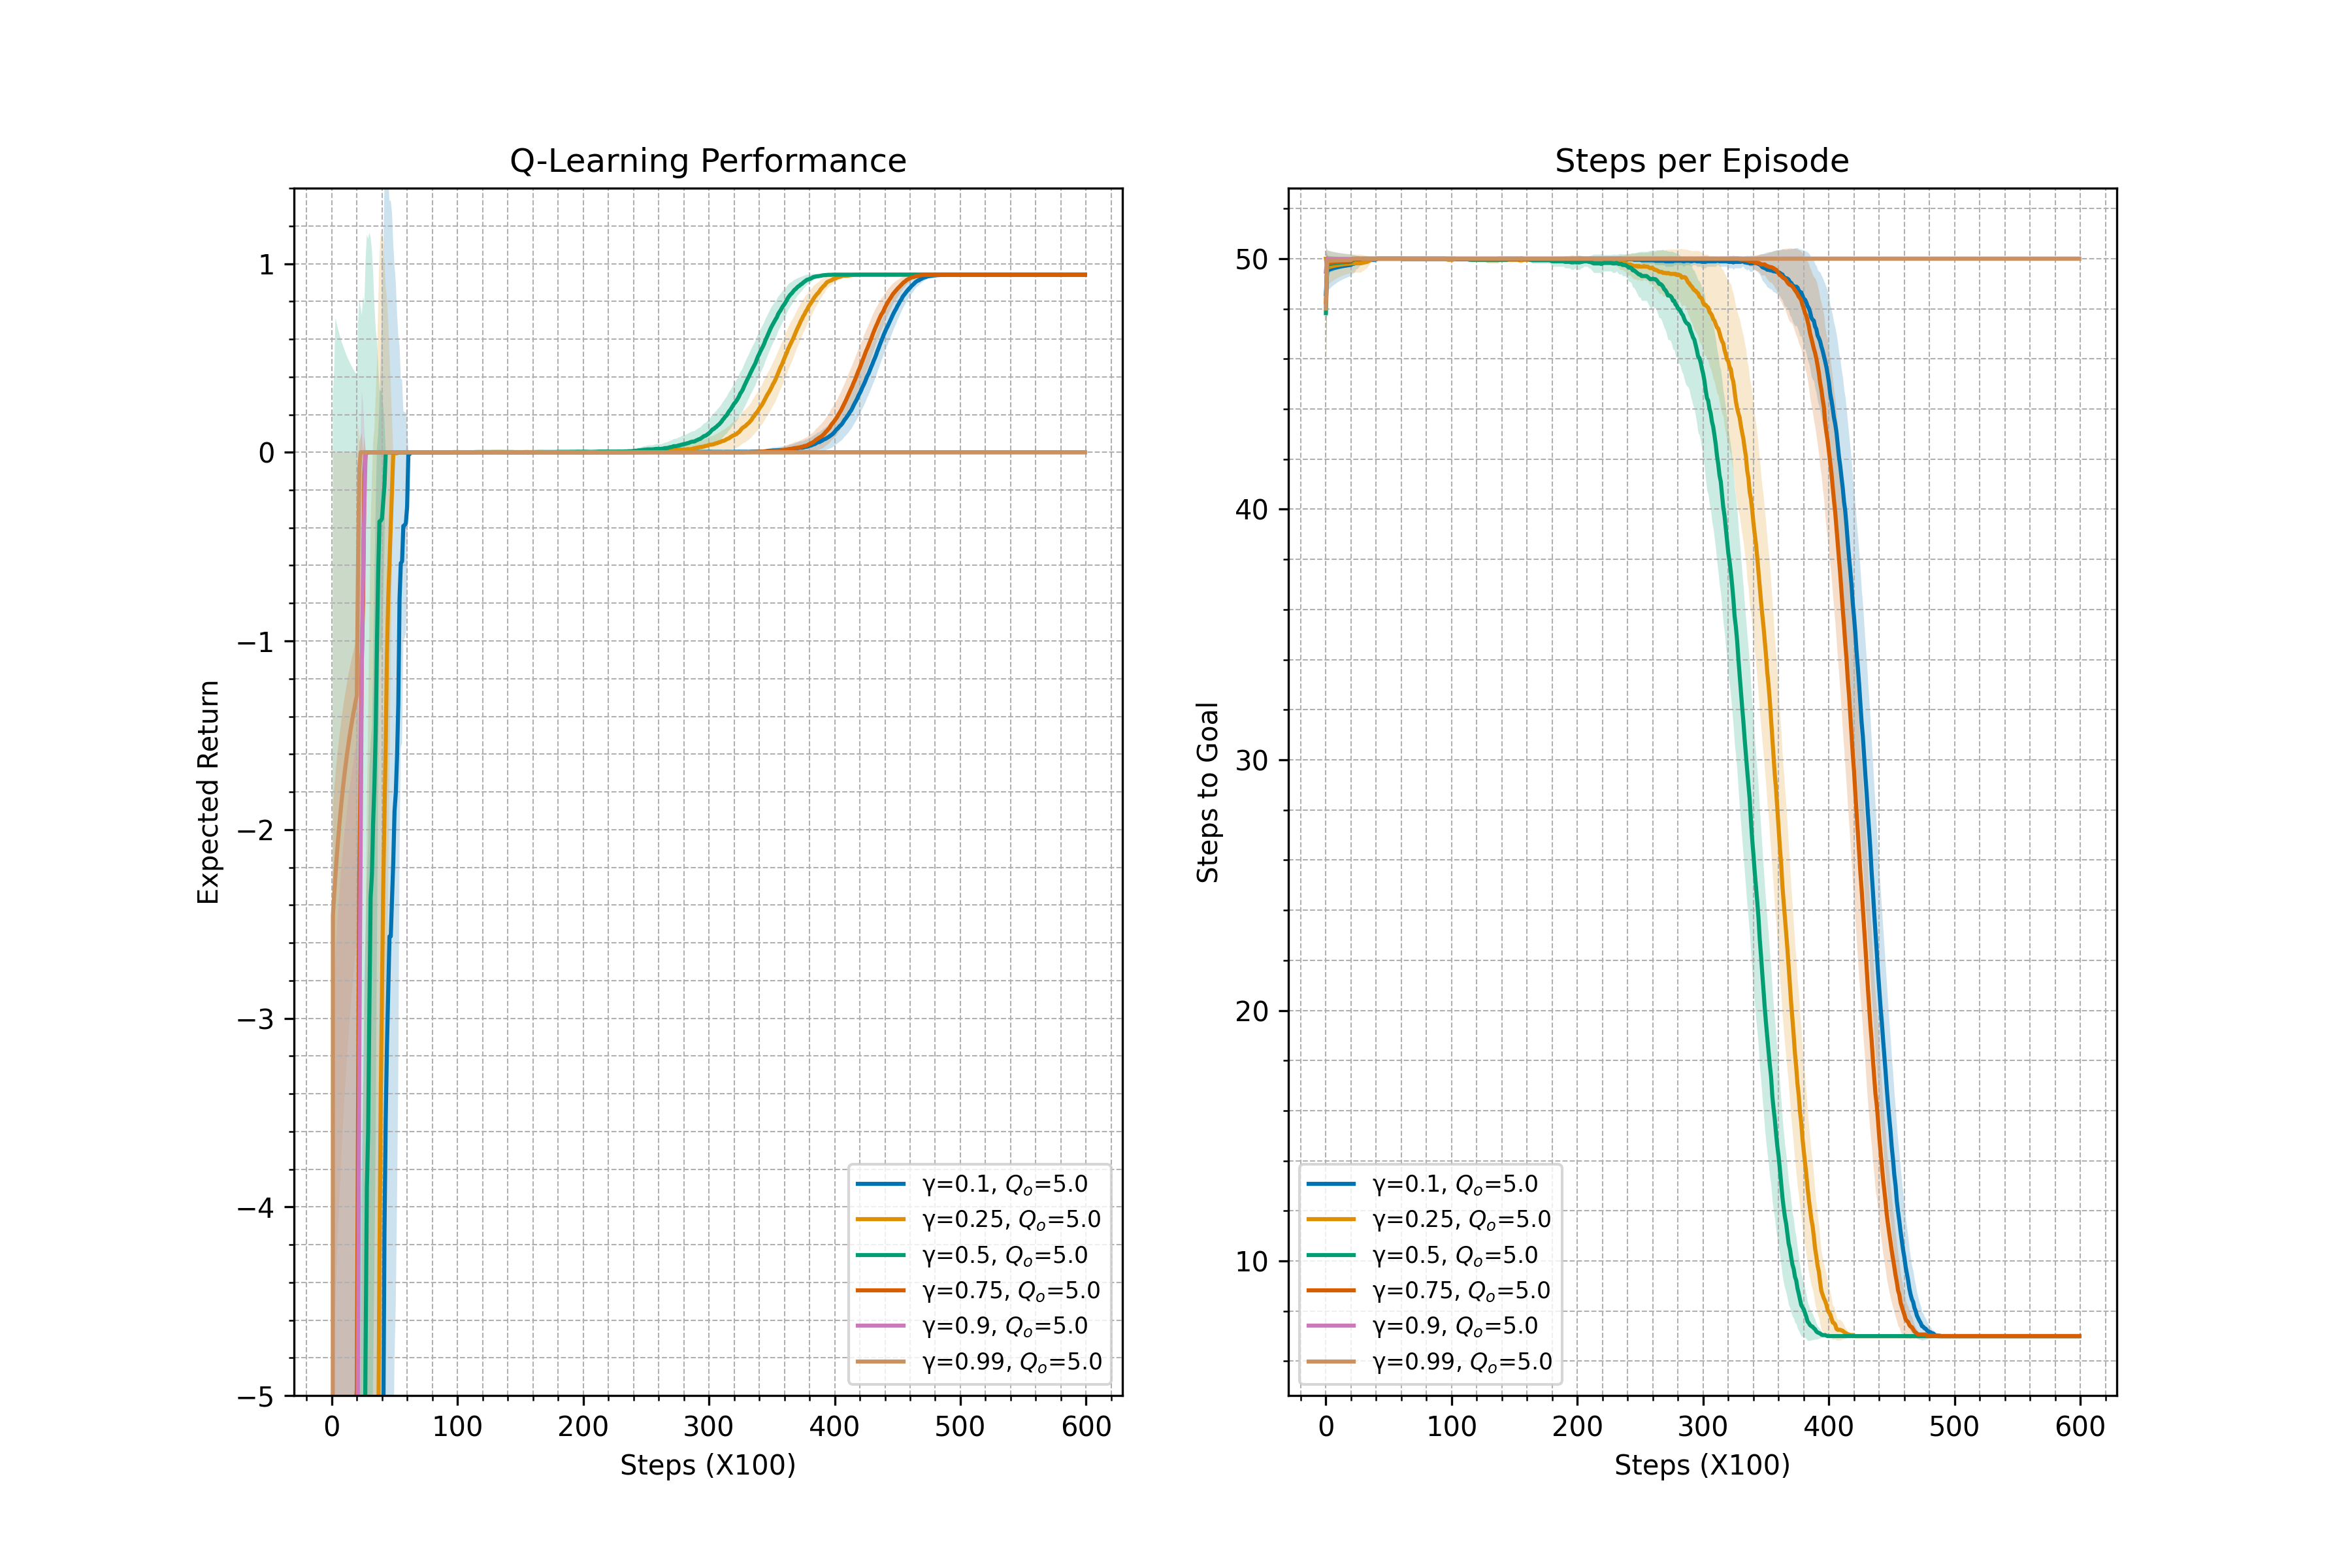 Q-Learning Performance
Expected Return
1
0
−1
−2
−3
−4
−5
0 100 200 300 400 500 600
Steps (X100)
γ=0.1, Qₒ=5.0
γ=0.25, Qₒ=5.0
γ=0.5, Qₒ=5.0
γ=0.75, Qₒ=5.0
γ=0.9, Qₒ=5.0
γ=0.99, Qₒ=5.0
Steps per Episode
Steps to Goal
50
40
30
20
10
0 100 200 300 400 500 600
Steps (X100)
γ=0.1, Qₒ=5.0
γ=0.25, Qₒ=5.0
γ=0.5, Qₒ=5.0
γ=0.75, Qₒ=5.0
γ=0.9, Qₒ=5.0
γ=0.99, Qₒ=5.0